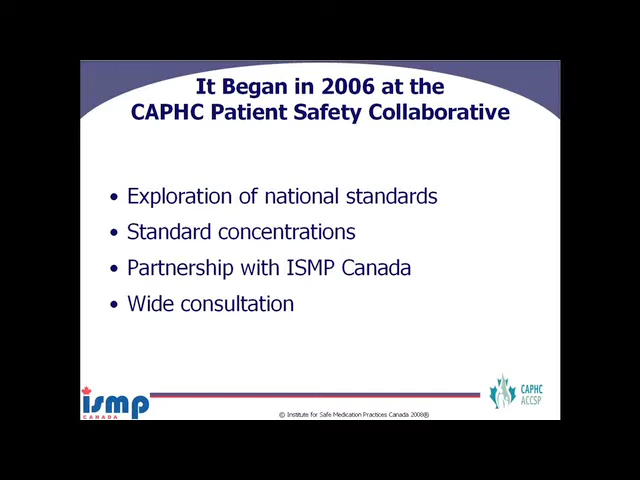 It Began in 2006 at the
CAPHC Patient Safety Collaborative
• Exploration of national standards
• Standard concentrations
• Partnership with ISMP Canada
• Wide consultation
ismp
CANADA
© Institute for Safe Medication Practices Canada 2008®
CAPHC
ACCSP